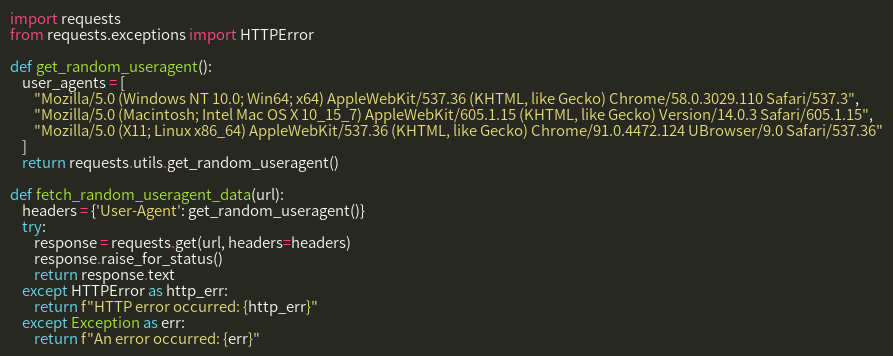 import requests
from requests.exceptions import HTTPError
def get_random_useragent():
user_agents = [
"Mozilla/5.0 (Windows NT 10.0; Win64; x64) AppleWebKit/537.36 (KHTML, like Gecko) Chrome/58.0.3029.110 Safari/537.3",
"Mozilla/5.0 (Macintosh; Intel Mac OS X 10_15_7) AppleWebKit/605.1.15 (KHTML, like Gecko) Version/14.0.3 Safari/605.1.15",
"Mozilla/5.0 (X11; Linux x86_64) AppleWebKit/537.36 (KHTML, like Gecko) Chrome/91.0.4472.124 UBrowser/9.0 Safari/537.36"
]
return requests.utils.get_random_useragent()
def fetch_random_useragent_data(url):
headers = {'User-Agent': get_random_useragent()}
try:
response = requests.get(url, headers=headers)
response.raise_for_status()
return response.text
except HTTPError as http_err:
return f"HTTP error occurred: {http_err}"
except Exception as err:
return f"An error occurred: {err}"